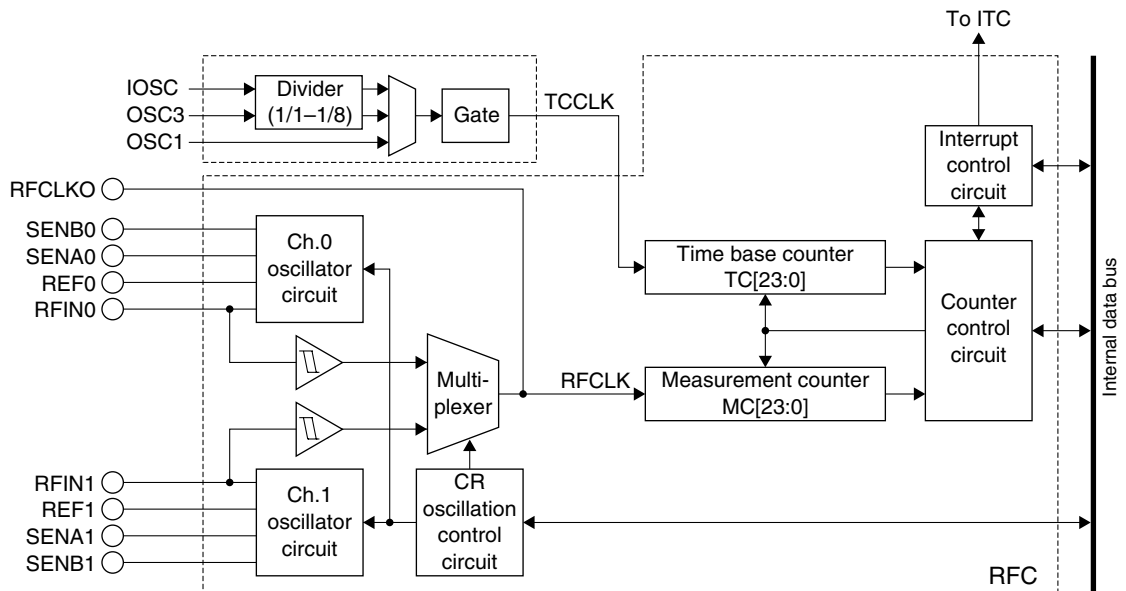 To ITC
IOSC
OSC3
OSC1
Divider
(1/1–1/8)
Gate
TCCLK
Interrupt
control
circuit
RFCLKO
SENB0
SENA0
REF0
RFIN0
Ch.0
oscillator
circuit
Time base counter
TC[23:0]
Counter
control
circuit
Internal data bus
Multi-
plexer
RFCLK
Measurement counter
MC[23:0]
RFIN1
REF1
SENA1
SENB1
Ch.1
oscillator
circuit
CR
oscillation
control
circuit
RFC